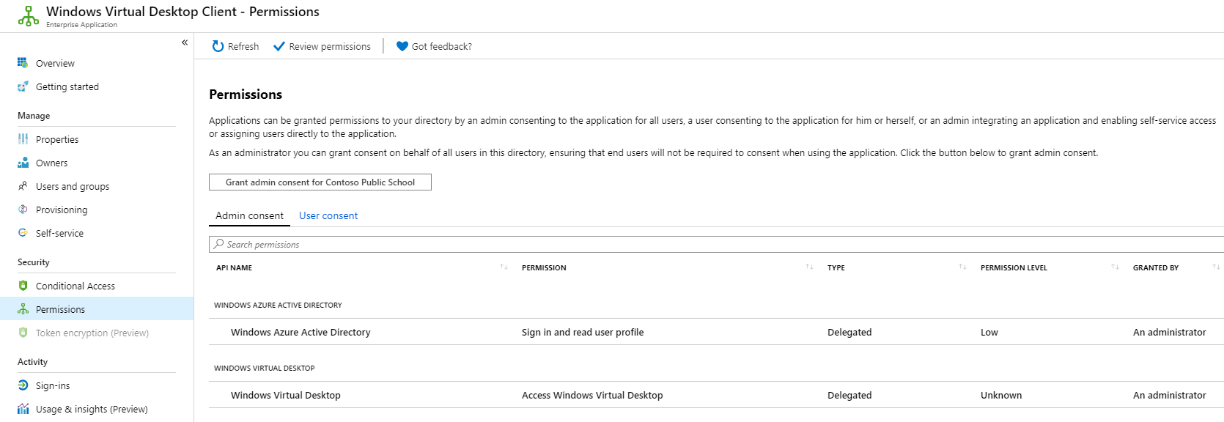 Windows Virtual Desktop Client - Permissions
Enterprise Application
«
Overview
Getting started
Manage
Properties
Owners
Users and groups
Provisioning
Self-service
Security
Conditional Access
Permissions
Token encryption (Preview)
Activity
Sign-ins
Usage & insights (Preview)
Refresh Review permissions Got feedback?
Permissions
Applications can be granted permissions to your directory by an admin consenting to the application for all users, a user consenting to the application for him or herself, or an admin integrating an application and enabling self-service access
or assigning users directly to the application.
As an administrator you can grant consent on behalf of all users in this directory, ensuring that end users will not be required to consent when using the application. Click the button below to grant admin consent.
Grant admin consent for Contoso Public School
Admin consent User consent
Search permissions
API NAME PERMISSION TYPE PERMISSION LEVEL GRANTED BY
WINDOWS AZURE ACTIVE DIRECTORY
Windows Azure Active Directory Sign in and read user profile Delegated Low An administrator
WINDOWS VIRTUAL DESKTOP
Windows Virtual Desktop Access Windows Virtual Desktop Delegated Unknown An administrator